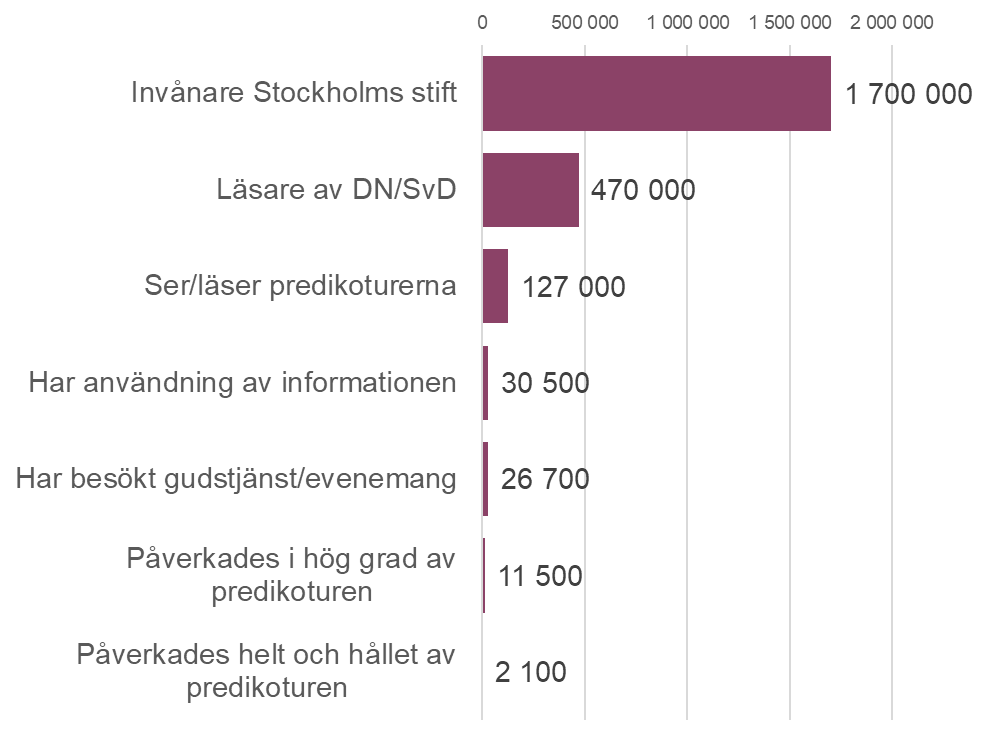 0 500 000 1 000 000 1 500 000 2 000 000
Invånare Stockholms stift 1 700 000
Läsare av DN/SvD 470 000
Ser/läser predikoturerna 127 000
Har användning av informationen 30 500
Har besökt gudstjänst/evenemang 26 700
Påverkades i hög grad av
predikoturen
11 500
Påverkades helt och hållet av
predikoturen
2 100